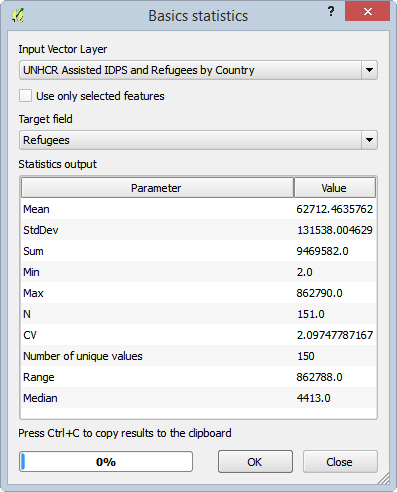 Basics statistics
?
Input Vector Layer
UNHCR Assisted IDPS and Refugees by Country
Use only selected features
Target field
Refugees
Statistics output
Parameter Value
Mean 62712.4635762
StdDev 131538.004629
Sum 9469582.0
Min 2.0
Max 862790.0
N 151.0
CV 2.09747787167
Number of unique values 150
Range 862788.0
Median 4413.0
Press Ctrl+C to copy results to the clipboard
0% OK Close